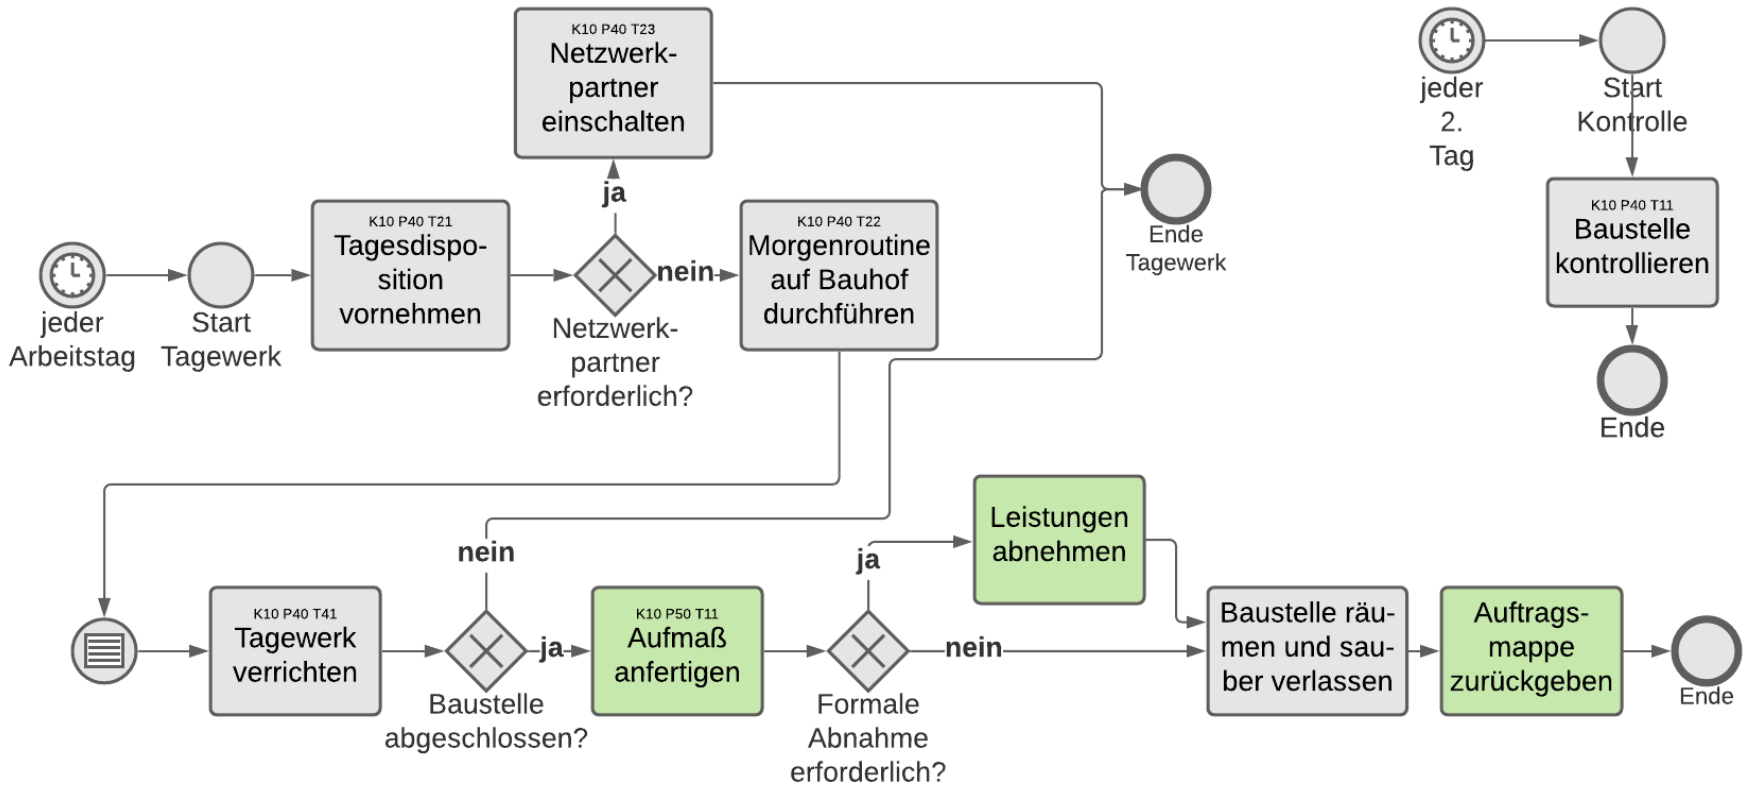 K10 P40 T23
Netzwerk-
partner
einschalten
ja
K10 P40 T21
Tagesdispo-
sition
vornehmen
nein
K10 P40 T22
Morgenroutine
auf Bauhof
durchführen
jeder
Arbeitstag
Start
Tagewerk
Netzwerk-
partner
erforderlich?
Ende
Tagewerk
jeder
2.
Tag
Start
Kontrolle
K10 P40 T11
Baustelle
kontrollieren
Ende
K10 P40 T41
Tagewerk
verrichten
nein
ja
Baustelle
abgeschlossen?
K10 P50 T11
Aufmaß
anfertigen
ja
nein
Formale
Abnahme
erforderlich?
Leistungen
abnehmen
Baustelle räu-
men und sau-
ber verlassen
Auftrags-
mappe
zurückgeben
Ende